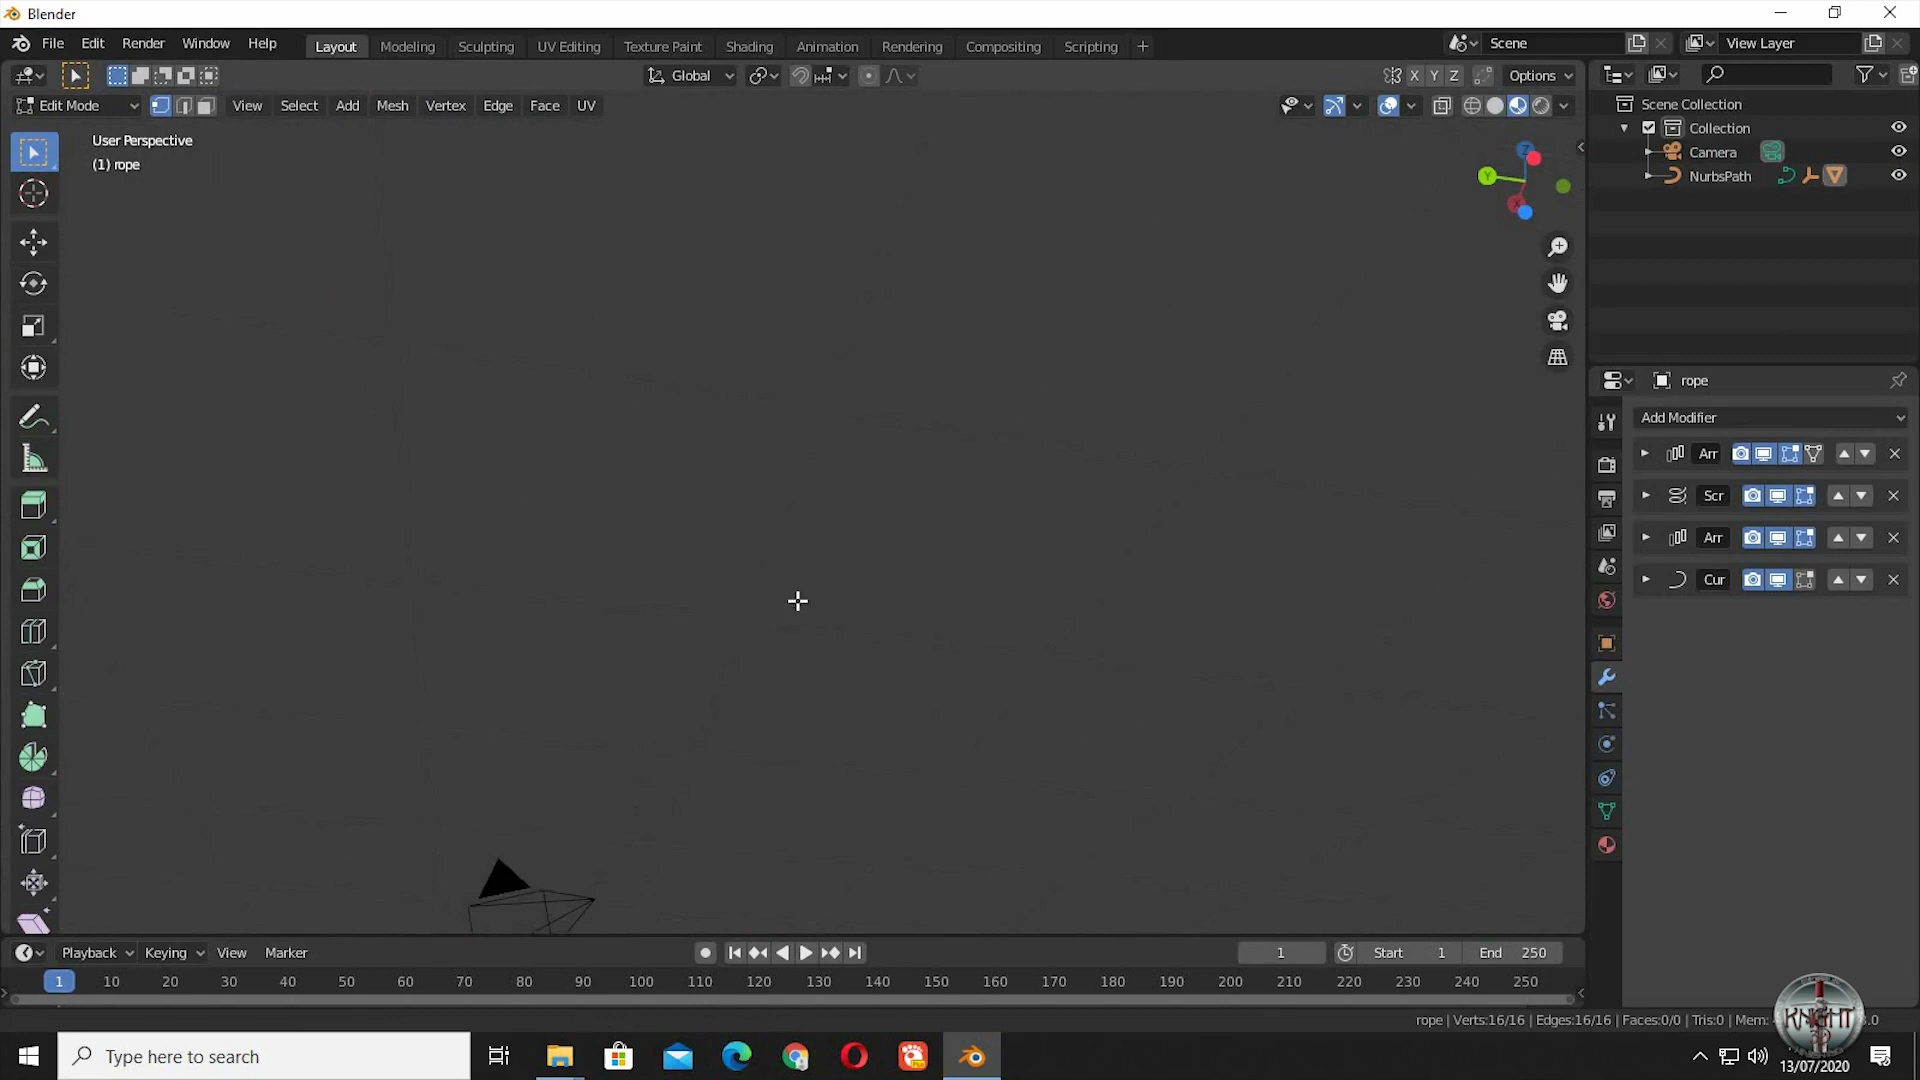 Blender
File Edit Render Window Help Layout Modeling Sculpting UV Editing Texture Paint Shading Animation Rendering Compositing Scripting + Scene View Layer
Global X Y Z Options
Edit Mode View Select Add Mesh Vertex Edge Face UV
Scene Collection
Collection
Camera
NurbsPath
User Perspective
(1) rope
Z
Y
X
rope
Add Modifier
Arr
Scr
Arr
Cur
Playback Keying View Marker 1 Start 1 End 250
1 10 20 30 40 50 60 70 80 90 100 110 120 130 140 150 160 170 180 190 200 210 220 230 240 250
rope | Verts:16/16 | Edges:16/16 | Faces:0/0 | Tris:0 | Mem:
KNIGHT
3D
Type here to search
13/07/2020